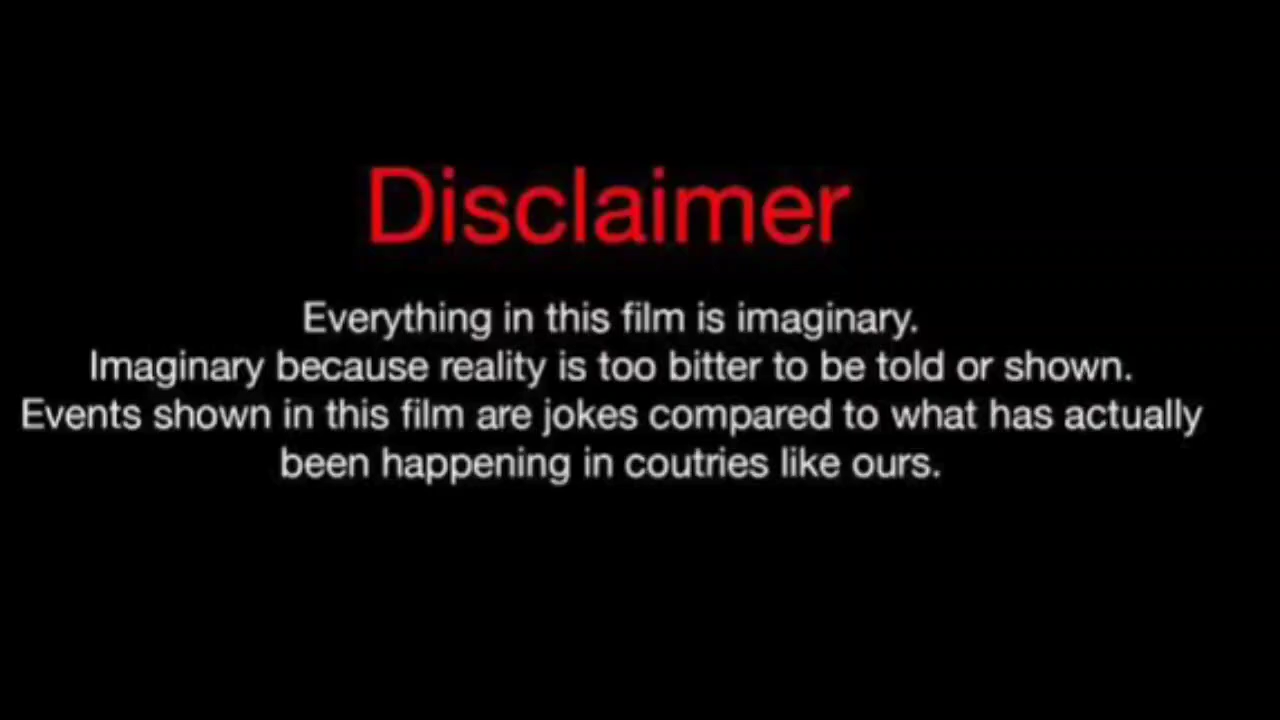 Disclaimer
Everything in this film is imaginary.
Imaginary because reality is too bitter to be told or shown.
Events shown in this film are jokes compared to what has actually
been happening in coutries like ours.